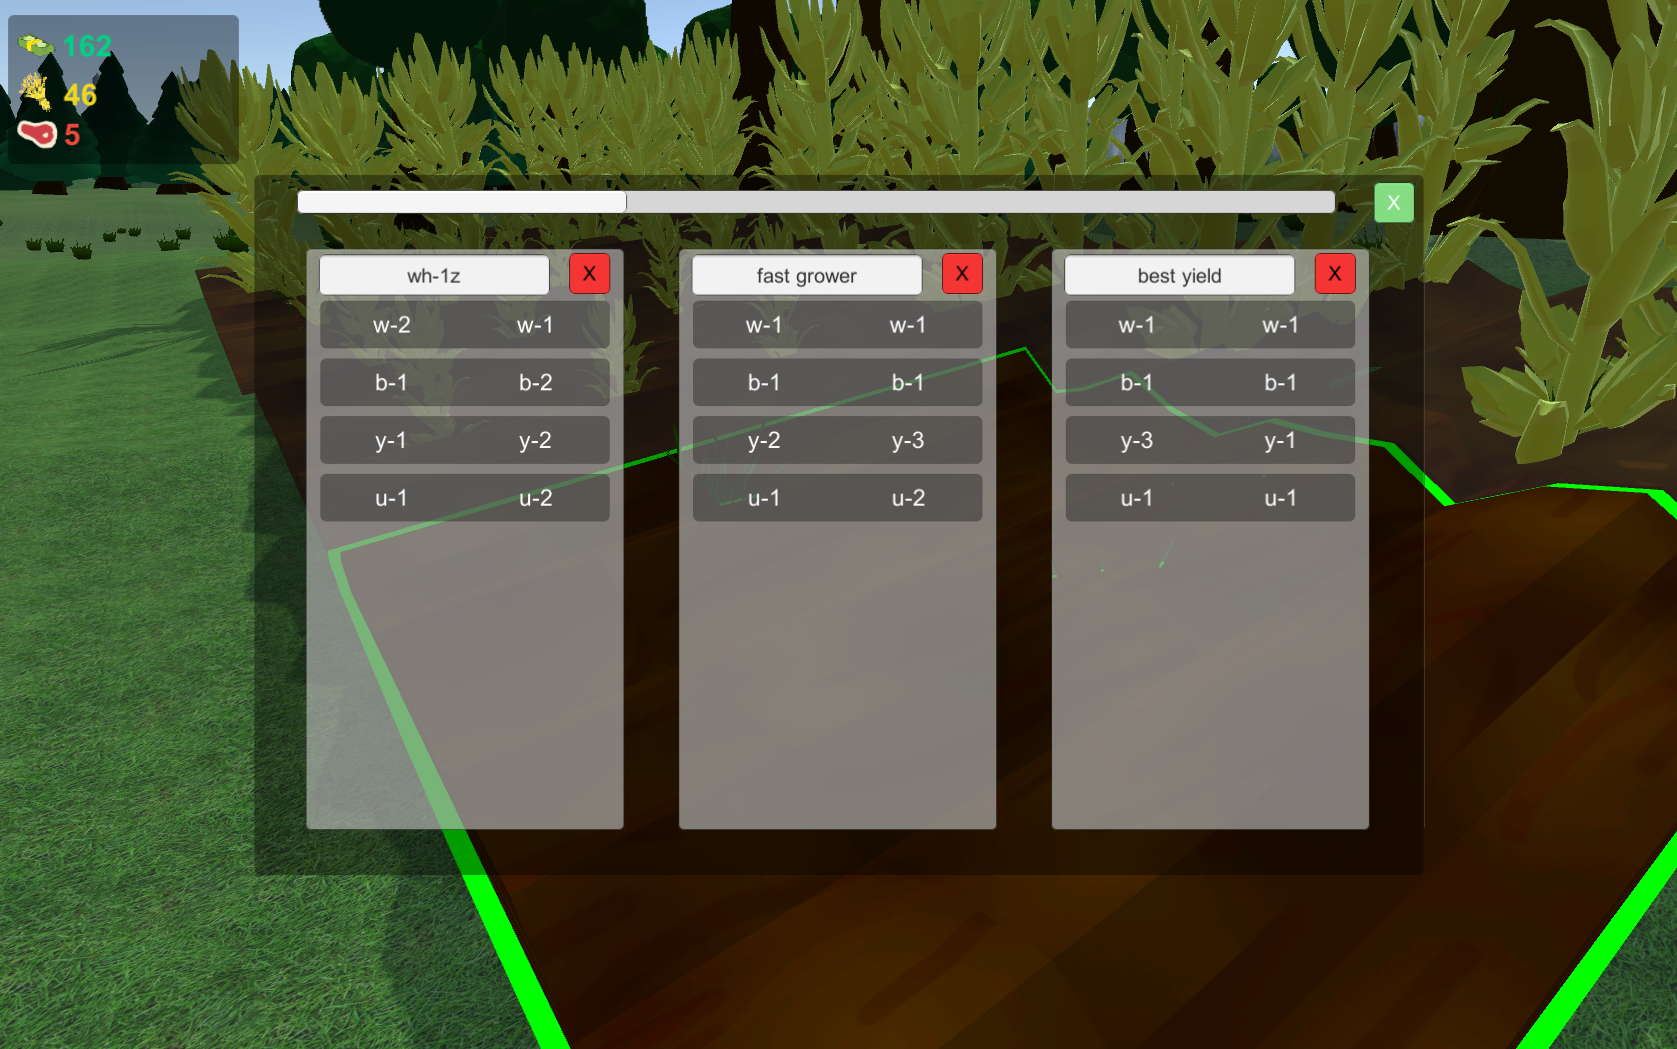 162
46
5
X
wh-1z X fast grower X best yield X
w-2 w-1 w-1 w-1 w-1 w-1
b-1 b-2 b-1 b-1 b-1 b-1
y-1 y-2 y-2 y-3 y-3 y-1
u-1 u-2 u-1 u-2 u-1 u-1